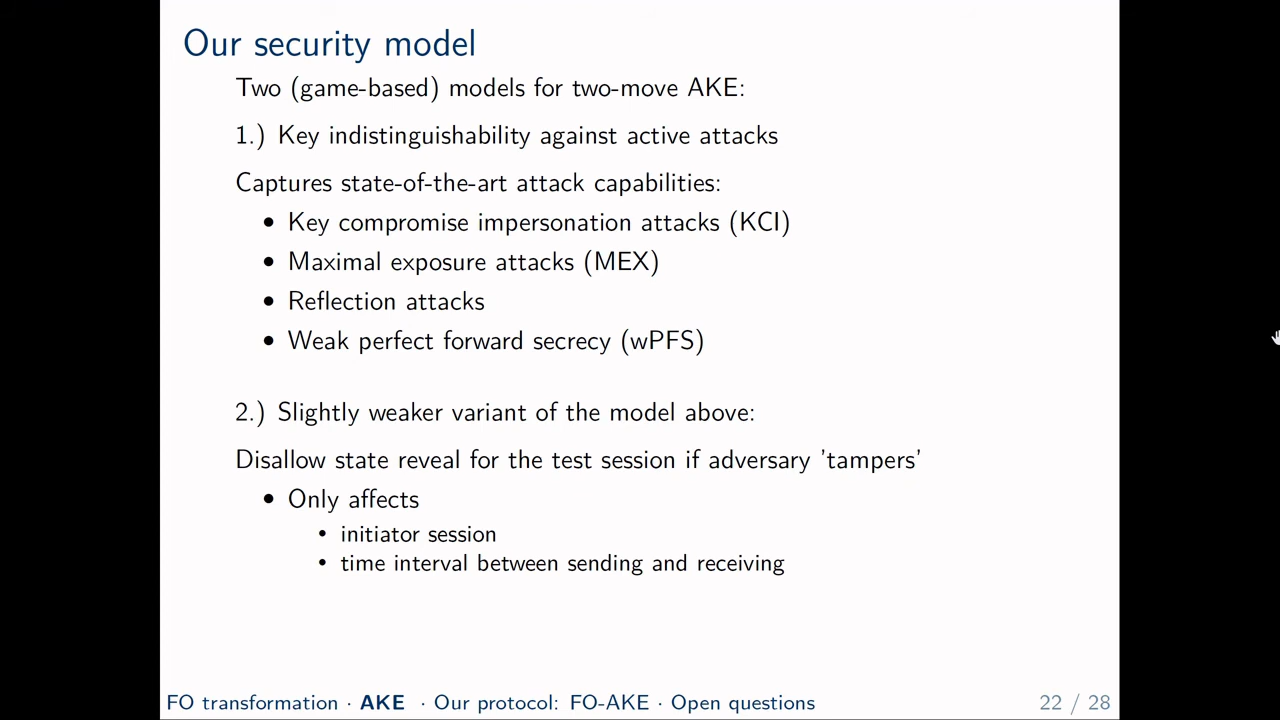 Our security model
Two (game-based) models for two-move AKE:
1.) Key indistinguishability against active attacks
Captures state-of-the-art attack capabilities:
• Key compromise impersonation attacks (KCI)
• Maximal exposure attacks (MEX)
• Reflection attacks
• Weak perfect forward secrecy (wPFS)
2.) Slightly weaker variant of the model above:
Disallow state reveal for the test session if adversary 'tampers'
• Only affects
• initiator session
• time interval between sending and receiving
FO transformation · AKE · Our protocol: FO-AKE · Open questions 22 / 28